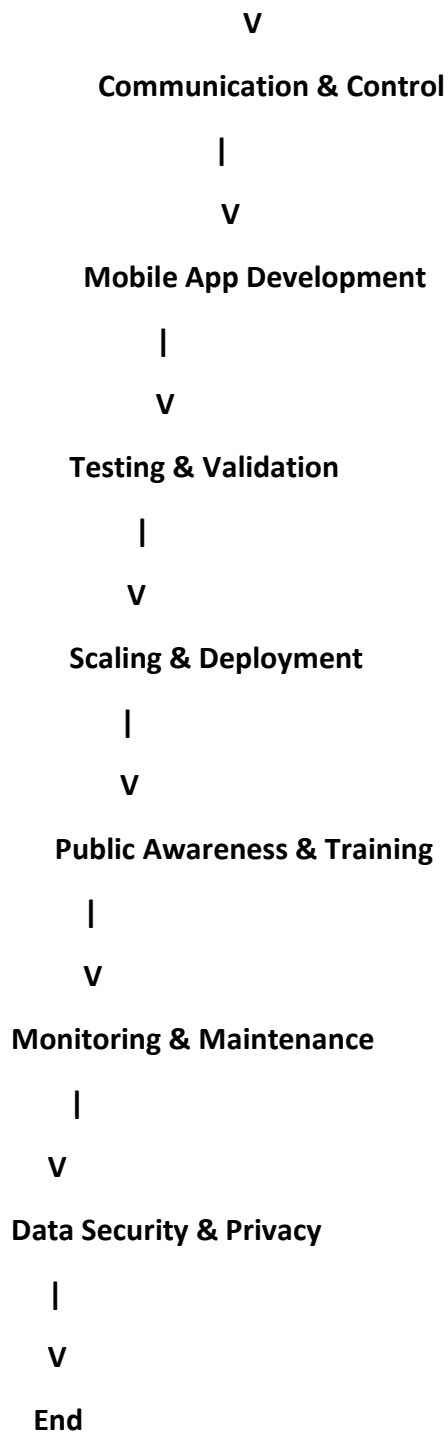 V
Communication & Control
|
V
Mobile App Development
|
V
Testing & Validation
|
V
Scaling & Deployment
|
V
Public Awareness & Training
|
V
Monitoring & Maintenance
|
V
Data Security & Privacy
|
V
End